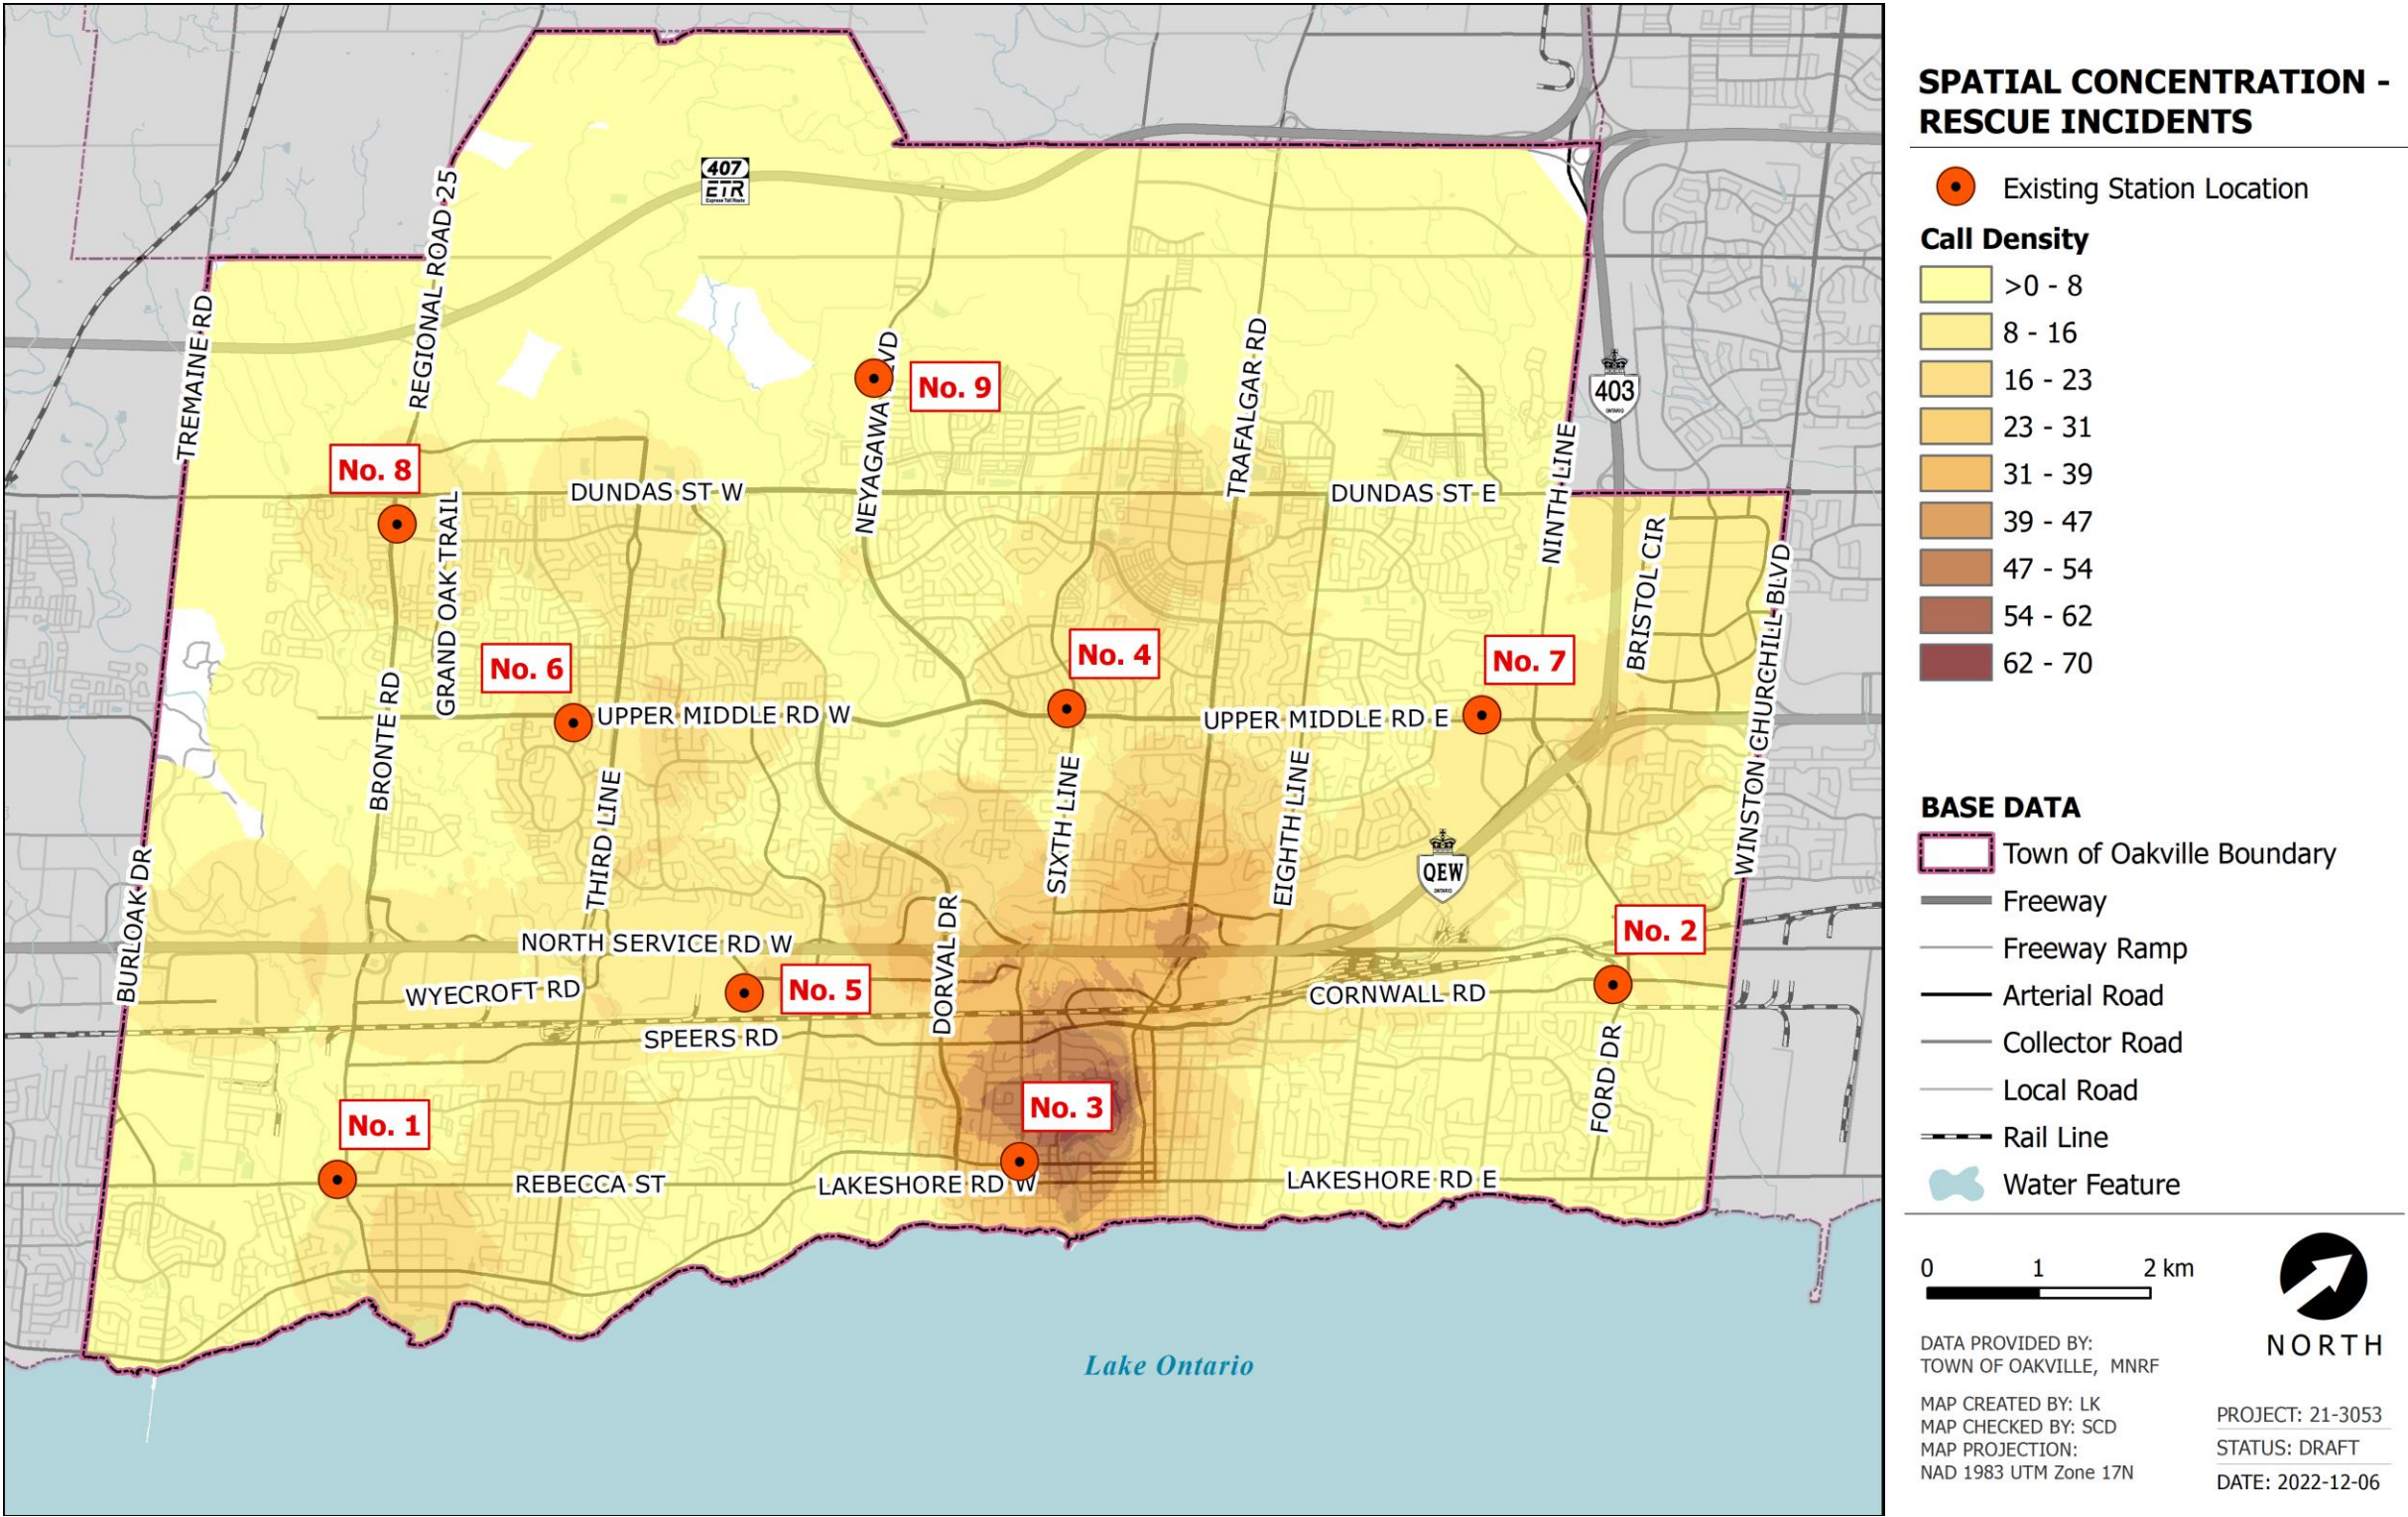 407
ETR
Express Toll Route
REGIONAL ROAD 25
TREMAINE RD
NEYAGAWA BLVD
No. 9
TRAFALGAR RD
403
ONTARIO
NINTH LINE
No. 8
DUNDAS ST W
DUNDAS ST E
GRAND OAK TRAIL
BRISTOL CIR
WINSTON CHURCHILL BLVD
No. 6
No. 4
No. 7
BRONTE RD
UPPER MIDDLE RD W
UPPER MIDDLE RD E
THIRD LINE
SIXTH LINE
EIGHTH LINE
BURLOAK DR
QEW
ONTARIO
DORVAL DR
NORTH SERVICE RD W
No. 2
WYECROFT RD
No. 5
CORNWALL RD
SPEERS RD
FORD DR
No. 1
No. 3
REBECCA ST
LAKESHORE RD W
LAKESHORE RD E
Lake Ontario
SPATIAL CONCENTRATION -
RESCUE INCIDENTS
Existing Station Location
Call Density
>0 - 8
8 - 16
16 - 23
23 - 31
31 - 39
39 - 47
47 - 54
54 - 62
62 - 70
BASE DATA
Town of Oakville Boundary
Freeway
Freeway Ramp
Arterial Road
Collector Road
Local Road
Rail Line
Water Feature
0 1 2 km
NORTH
DATA PROVIDED BY:
TOWN OF OAKVILLE, MNRF
MAP CREATED BY: LK
MAP CHECKED BY: SCD
MAP PROJECTION:
NAD 1983 UTM Zone 17N
PROJECT: 21-3053
STATUS: DRAFT
DATE: 2022-12-06